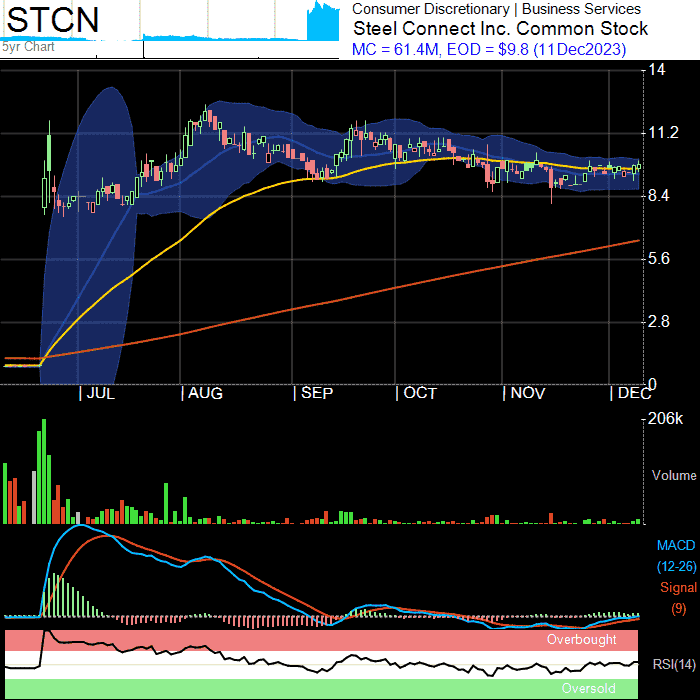 STCN
5yr Chart
Consumer Discretionary | Business Services
Steel Connect Inc. Common Stock
MC = 61.4M, EOD = $9.8 (11Dec2023)
14
11.2
8.4
5.6
2.8
0
| JUL | AUG | SEP | OCT | NOV | DEC
206k
Volume
MACD
(12-26)
Signal
(9)
Overbought
RSI(14)
Oversold